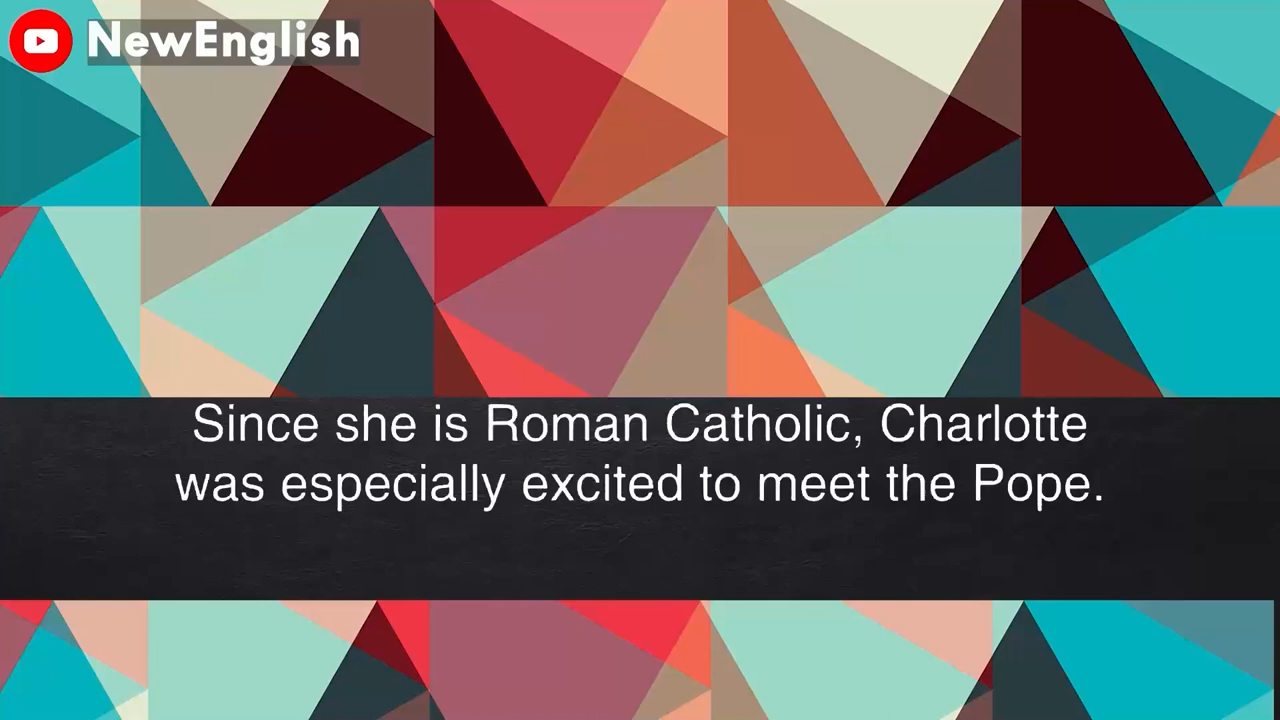 NewEnglish
Since she is Roman Catholic, Charlotte
was especially excited to meet the Pope.